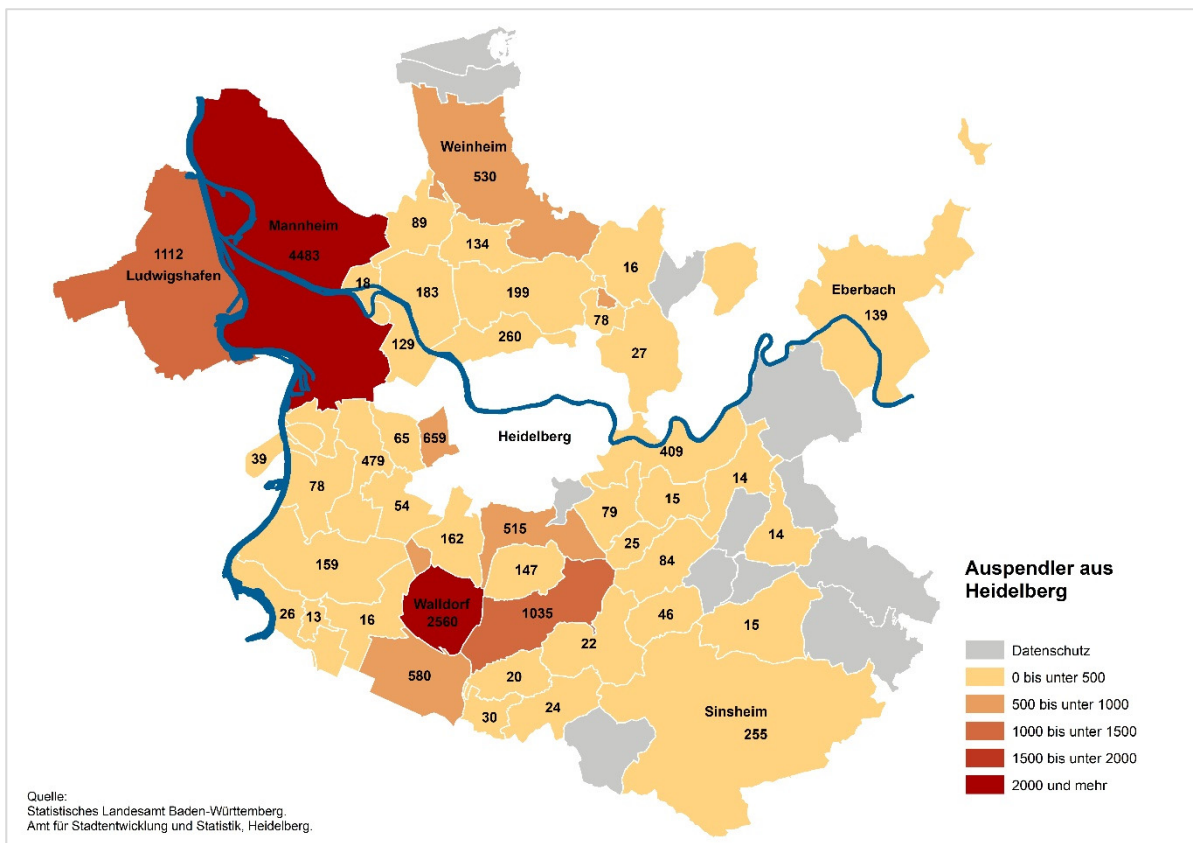 Weinheim
530
89
Mannheim
134
4483
1112
Ludwigshafen
16
18
183
199
Eberbach
139
78
129
260
27
Heidelberg
65
659
39
479
409
78
14
54
15
79
162
515
14
25
84
159
147
Walldorf
2560
1035
26
13
16
46
15
22
580
20
30
24
Sinsheim
255
Auspendler aus
Heidelberg
Datenschutz
0 bis unter 500
500 bis unter 1000
1000 bis unter 1500
1500 bis unter 2000
2000 und mehr
Quelle:
Statistisches Landesamt Baden-Württemberg.
Amt für Stadtentwicklung und Statistik, Heidelberg.